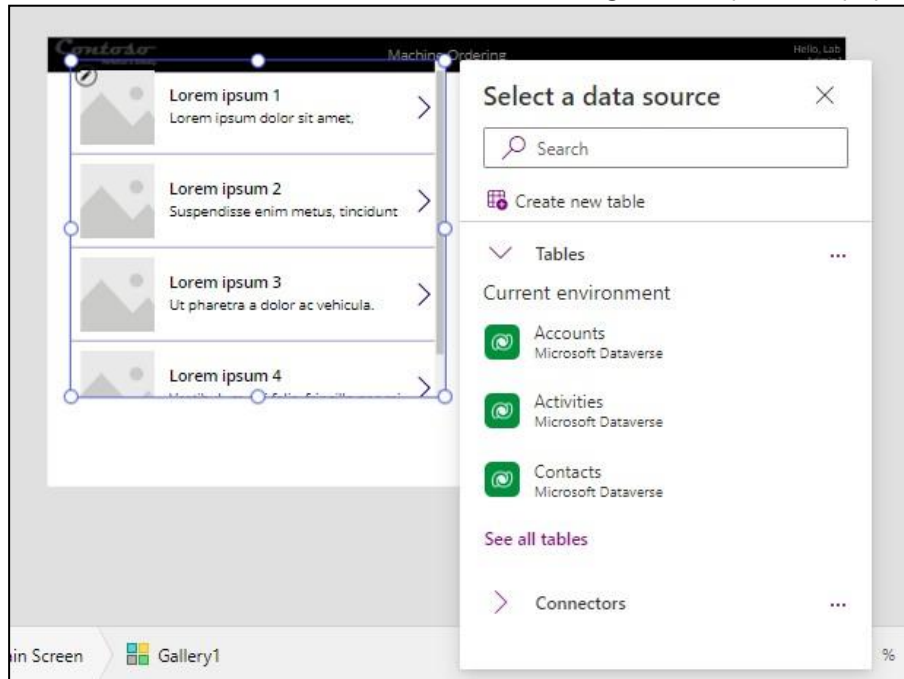 Contoso
Machine Ordering
Hello, Lab
Lorem ipsum 1
Lorem ipsum dolor sit amet,
Lorem ipsum 2
Suspendisse enim metus, tincidunt
Lorem ipsum 3
Ut pharetra a dolor ac vehicula.
Lorem ipsum 4
Select a data source
Search
Create new table
Tables
Current environment
Accounts
Microsoft Dataverse
Activities
Microsoft Dataverse
Contacts
Microsoft Dataverse
See all tables
Connectors
in Screen
Gallery1
%